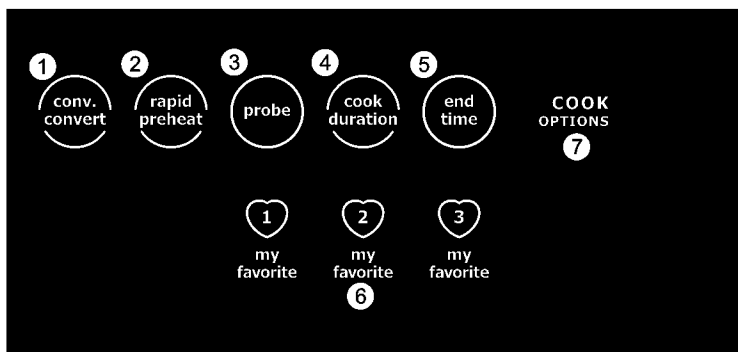 1 2 3 4 5
conv. convert
rapid preheat
probe
cook duration
end time
COOK
OPTIONS
7
1 2 3
my favorite
my favorite
my favorite
6